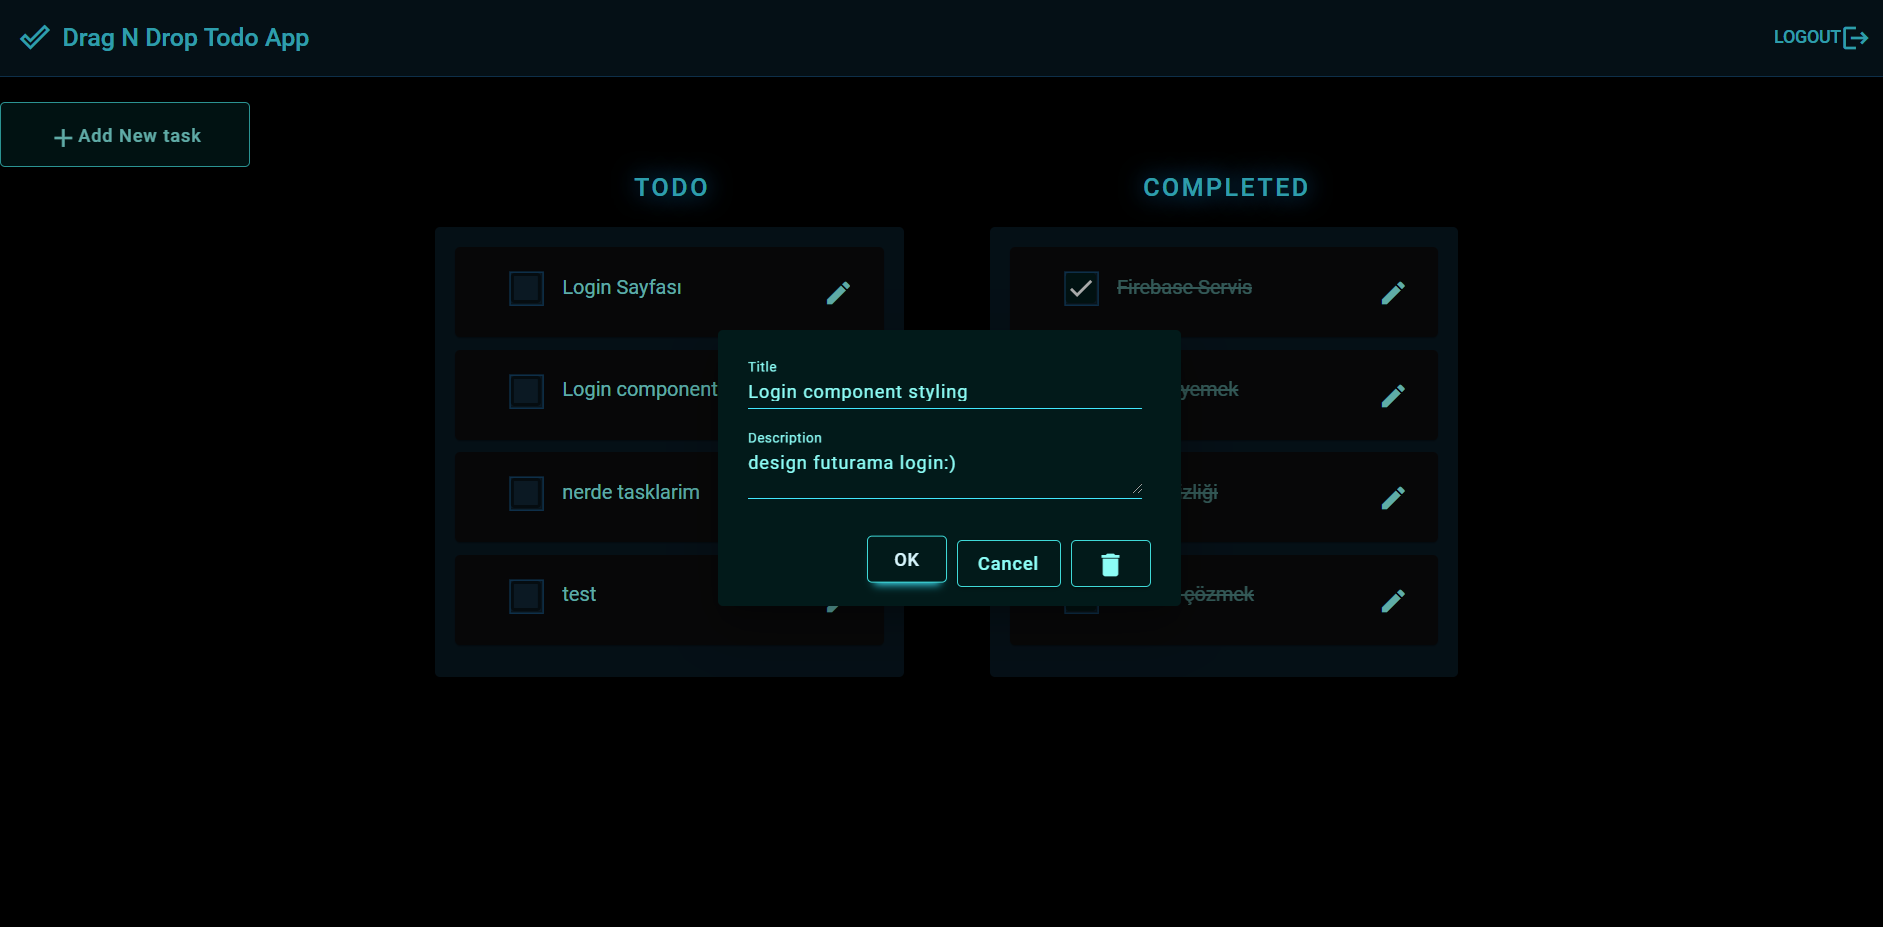 Drag N Drop Todo App
LOGOUT
Add New task
TODO
COMPLETED
Login Sayfası
Firebase Servis
Login component
yemek
nerde tasklarim
test
çözmek
Title
Login component styling
Description
design futurama login:)
OK
Cancel